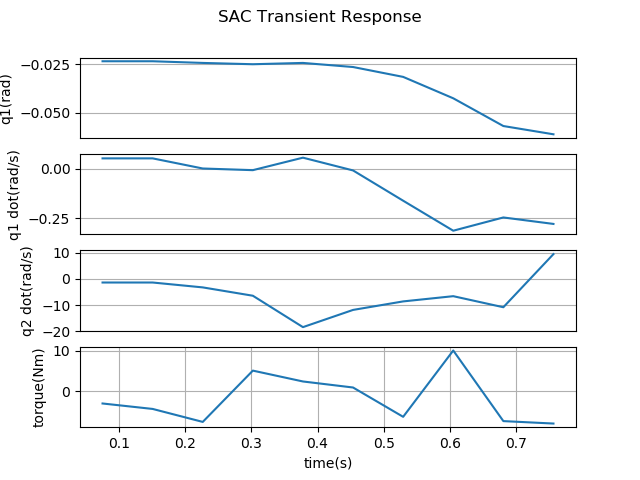 SAC Transient Response
−0.025
−0.050
q1(rad)
0.00
−0.25
q1 dot(rad/s)
10
0
−10
−20
q2 dot(rad/s)
10
0
torque(Nm)
0.1 0.2 0.3 0.4 0.5 0.6 0.7
time(s)